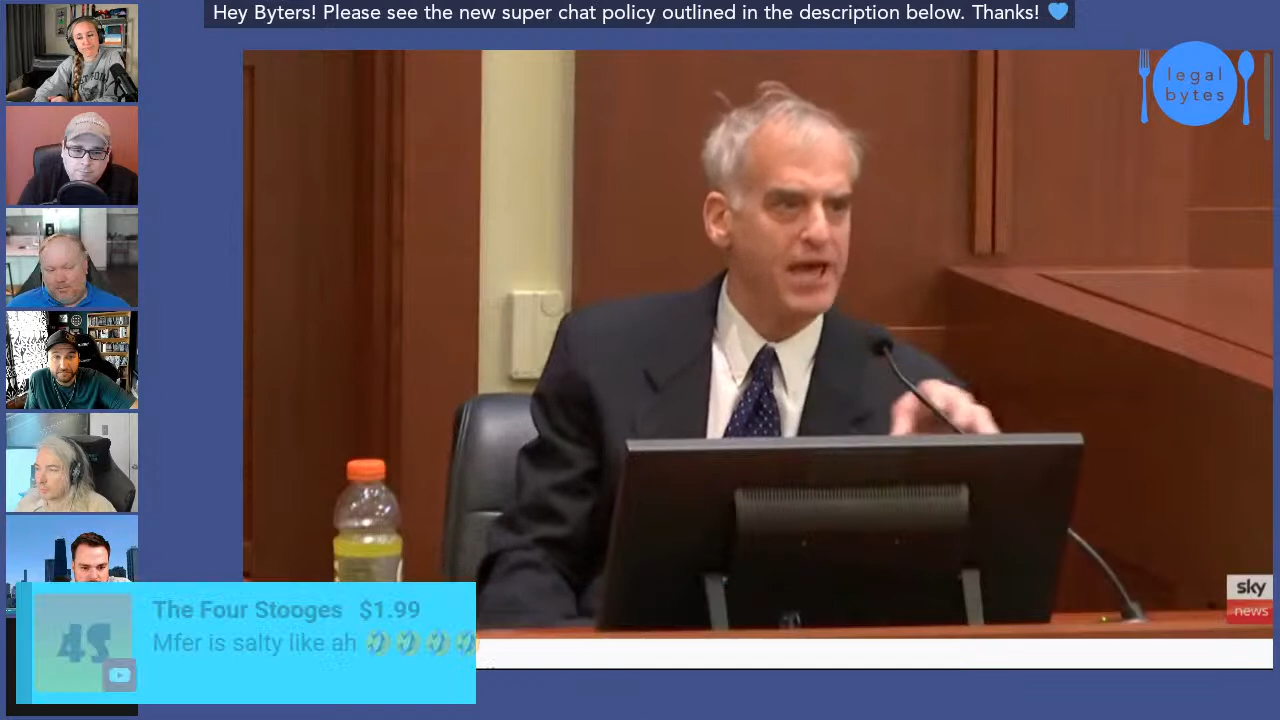 Hey Byters! Please see the new super chat policy outlined in the description below. Thanks! 💙
legal
bytes
sky
news
The Four Stooges $1.99
Mfer is salty like ah 🤣🤣🤣🤣
4S